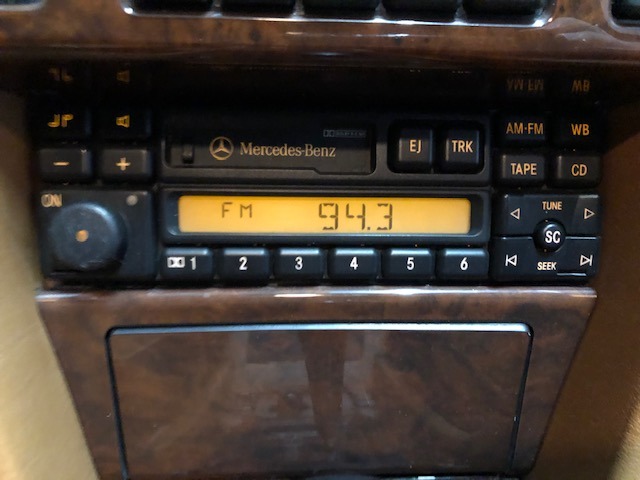 AM·FM WB
Mercedes-Benz EJ TRK
− + TAPE CD
ON TUNE
FM 94.3
SC
1 2 3 4 5 6 SEEK